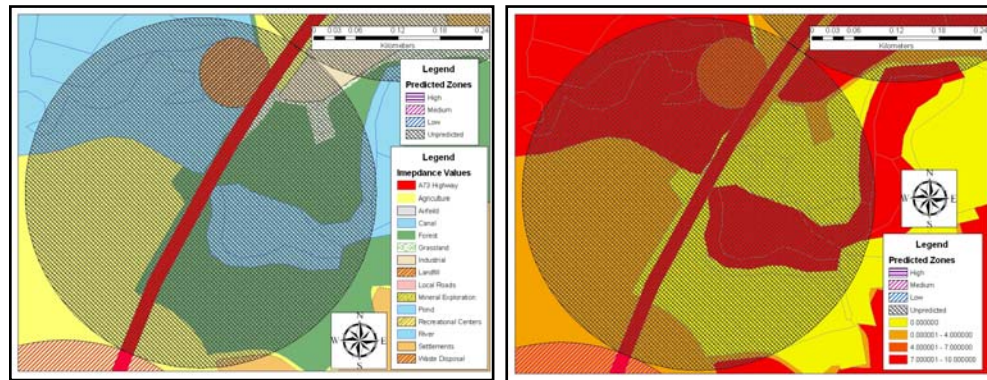 0 0.03 0.06 0.12 0.18 0.24
Kilometers
Legend
Predicted Zones
High
Medium
Low
Unpredicted
Legend
Imepdance Values
A73 Highway
Agriculture
Airfield
Canal
Forest
Grassland
Industrial
Landfill
Local Roads
Mineral Exploration
Pond
Recreational Centers
River
Settlements
Waste Disposal
N
W E
S
0 0.03 0.06 0.12 0.18 0.24
Kilometers
N
W E
S
Legend
Predicted Zones
High
Medium
Low
Unpredicted
0.000000
0.000001 - 4.000000
4.000001 - 7.000000
7.000001 - 10.000000